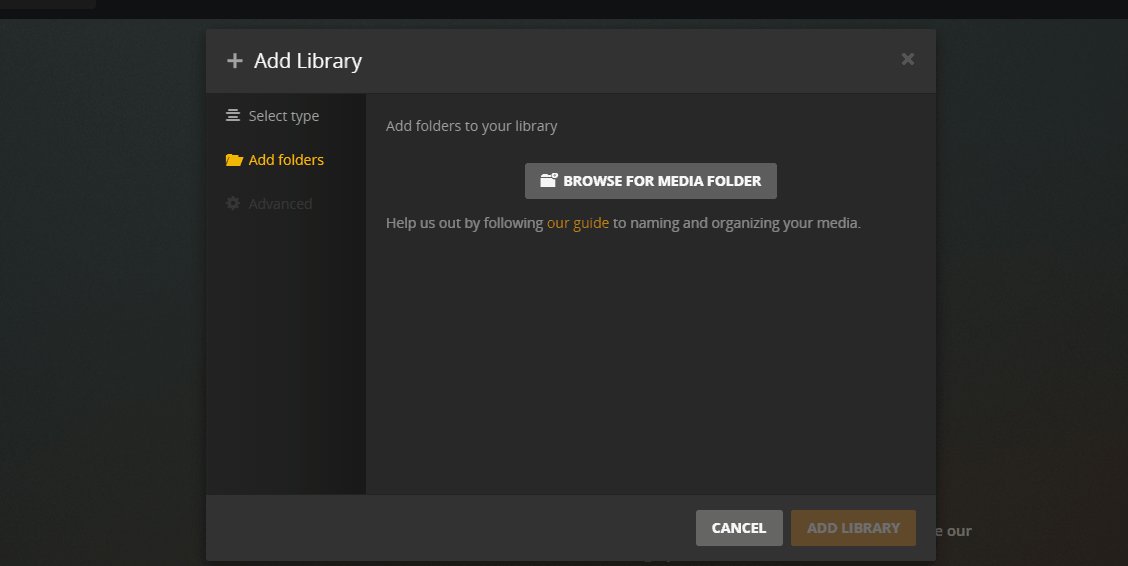 Add Library
Select type
Add folders
Advanced
Add folders to your library
BROWSE FOR MEDIA FOLDER
Help us out by following our guide to naming and organizing your media.
CANCEL
ADD LIBRARY
e our